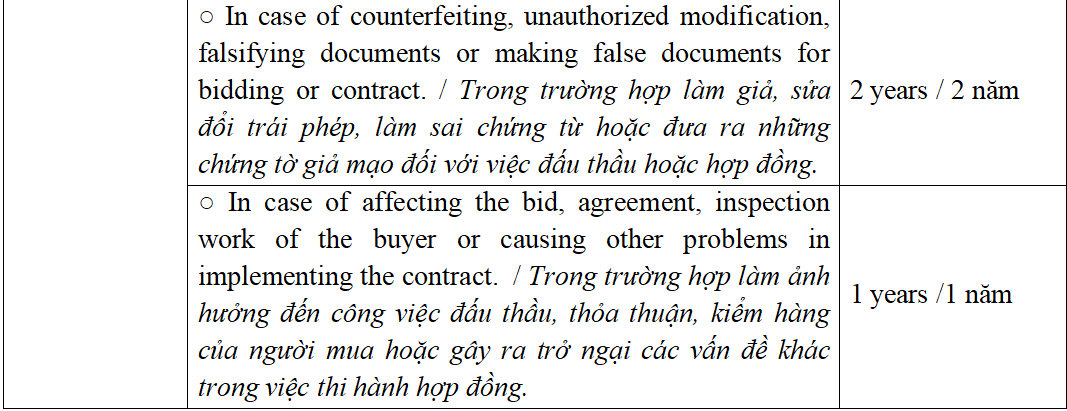 ○ In case of counterfeiting, unauthorized modification,
falsifying documents or making false documents for
bidding or contract. / Trong trường hợp làm giả, sửa
đổi trái phép, làm sai chứng từ hoặc đưa ra những
chứng tờ giả mạo đối với việc đấu thầu hoặc hợp đồng.
2 years / 2 năm
○ In case of affecting the bid, agreement, inspection
work of the buyer or causing other problems in
implementing the contract.  / Trong trường hợp làm ảnh
hưởng đến công việc đấu thầu, thỏa thuận, kiểm hàng
của người mua hoặc gây ra trở ngại các vấn đề khác
trong việc thi hành hợp đồng.
1 years /1 năm